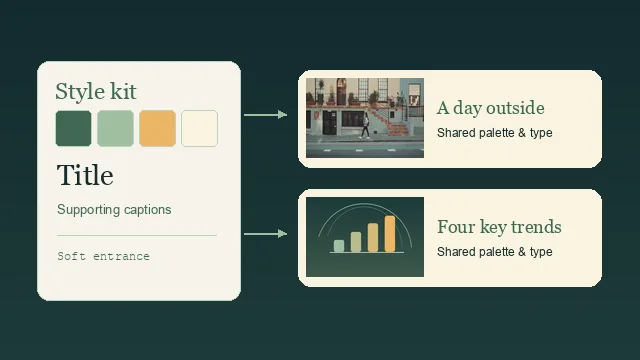 Style kit
Title
Supporting captions
Soft entrance
A day outside
Shared palette & type
Four key trends
Shared palette & type